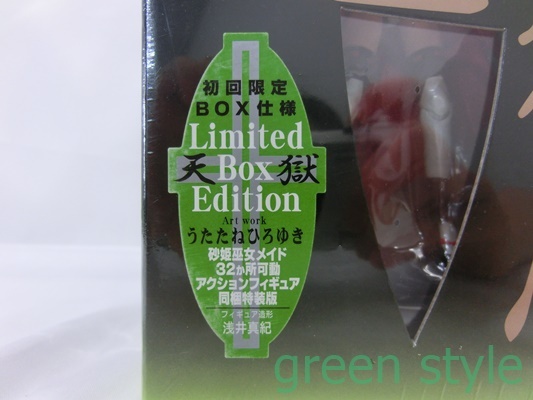 初回限定
BOX仕様
Limited
天 Box 獄
Edition
Art work
うたたねひろゆき
砂姫巫女メイド
32か所可動
アクションフィギュア
同梱特装版
フィギュア造形
浅井真紀
green style